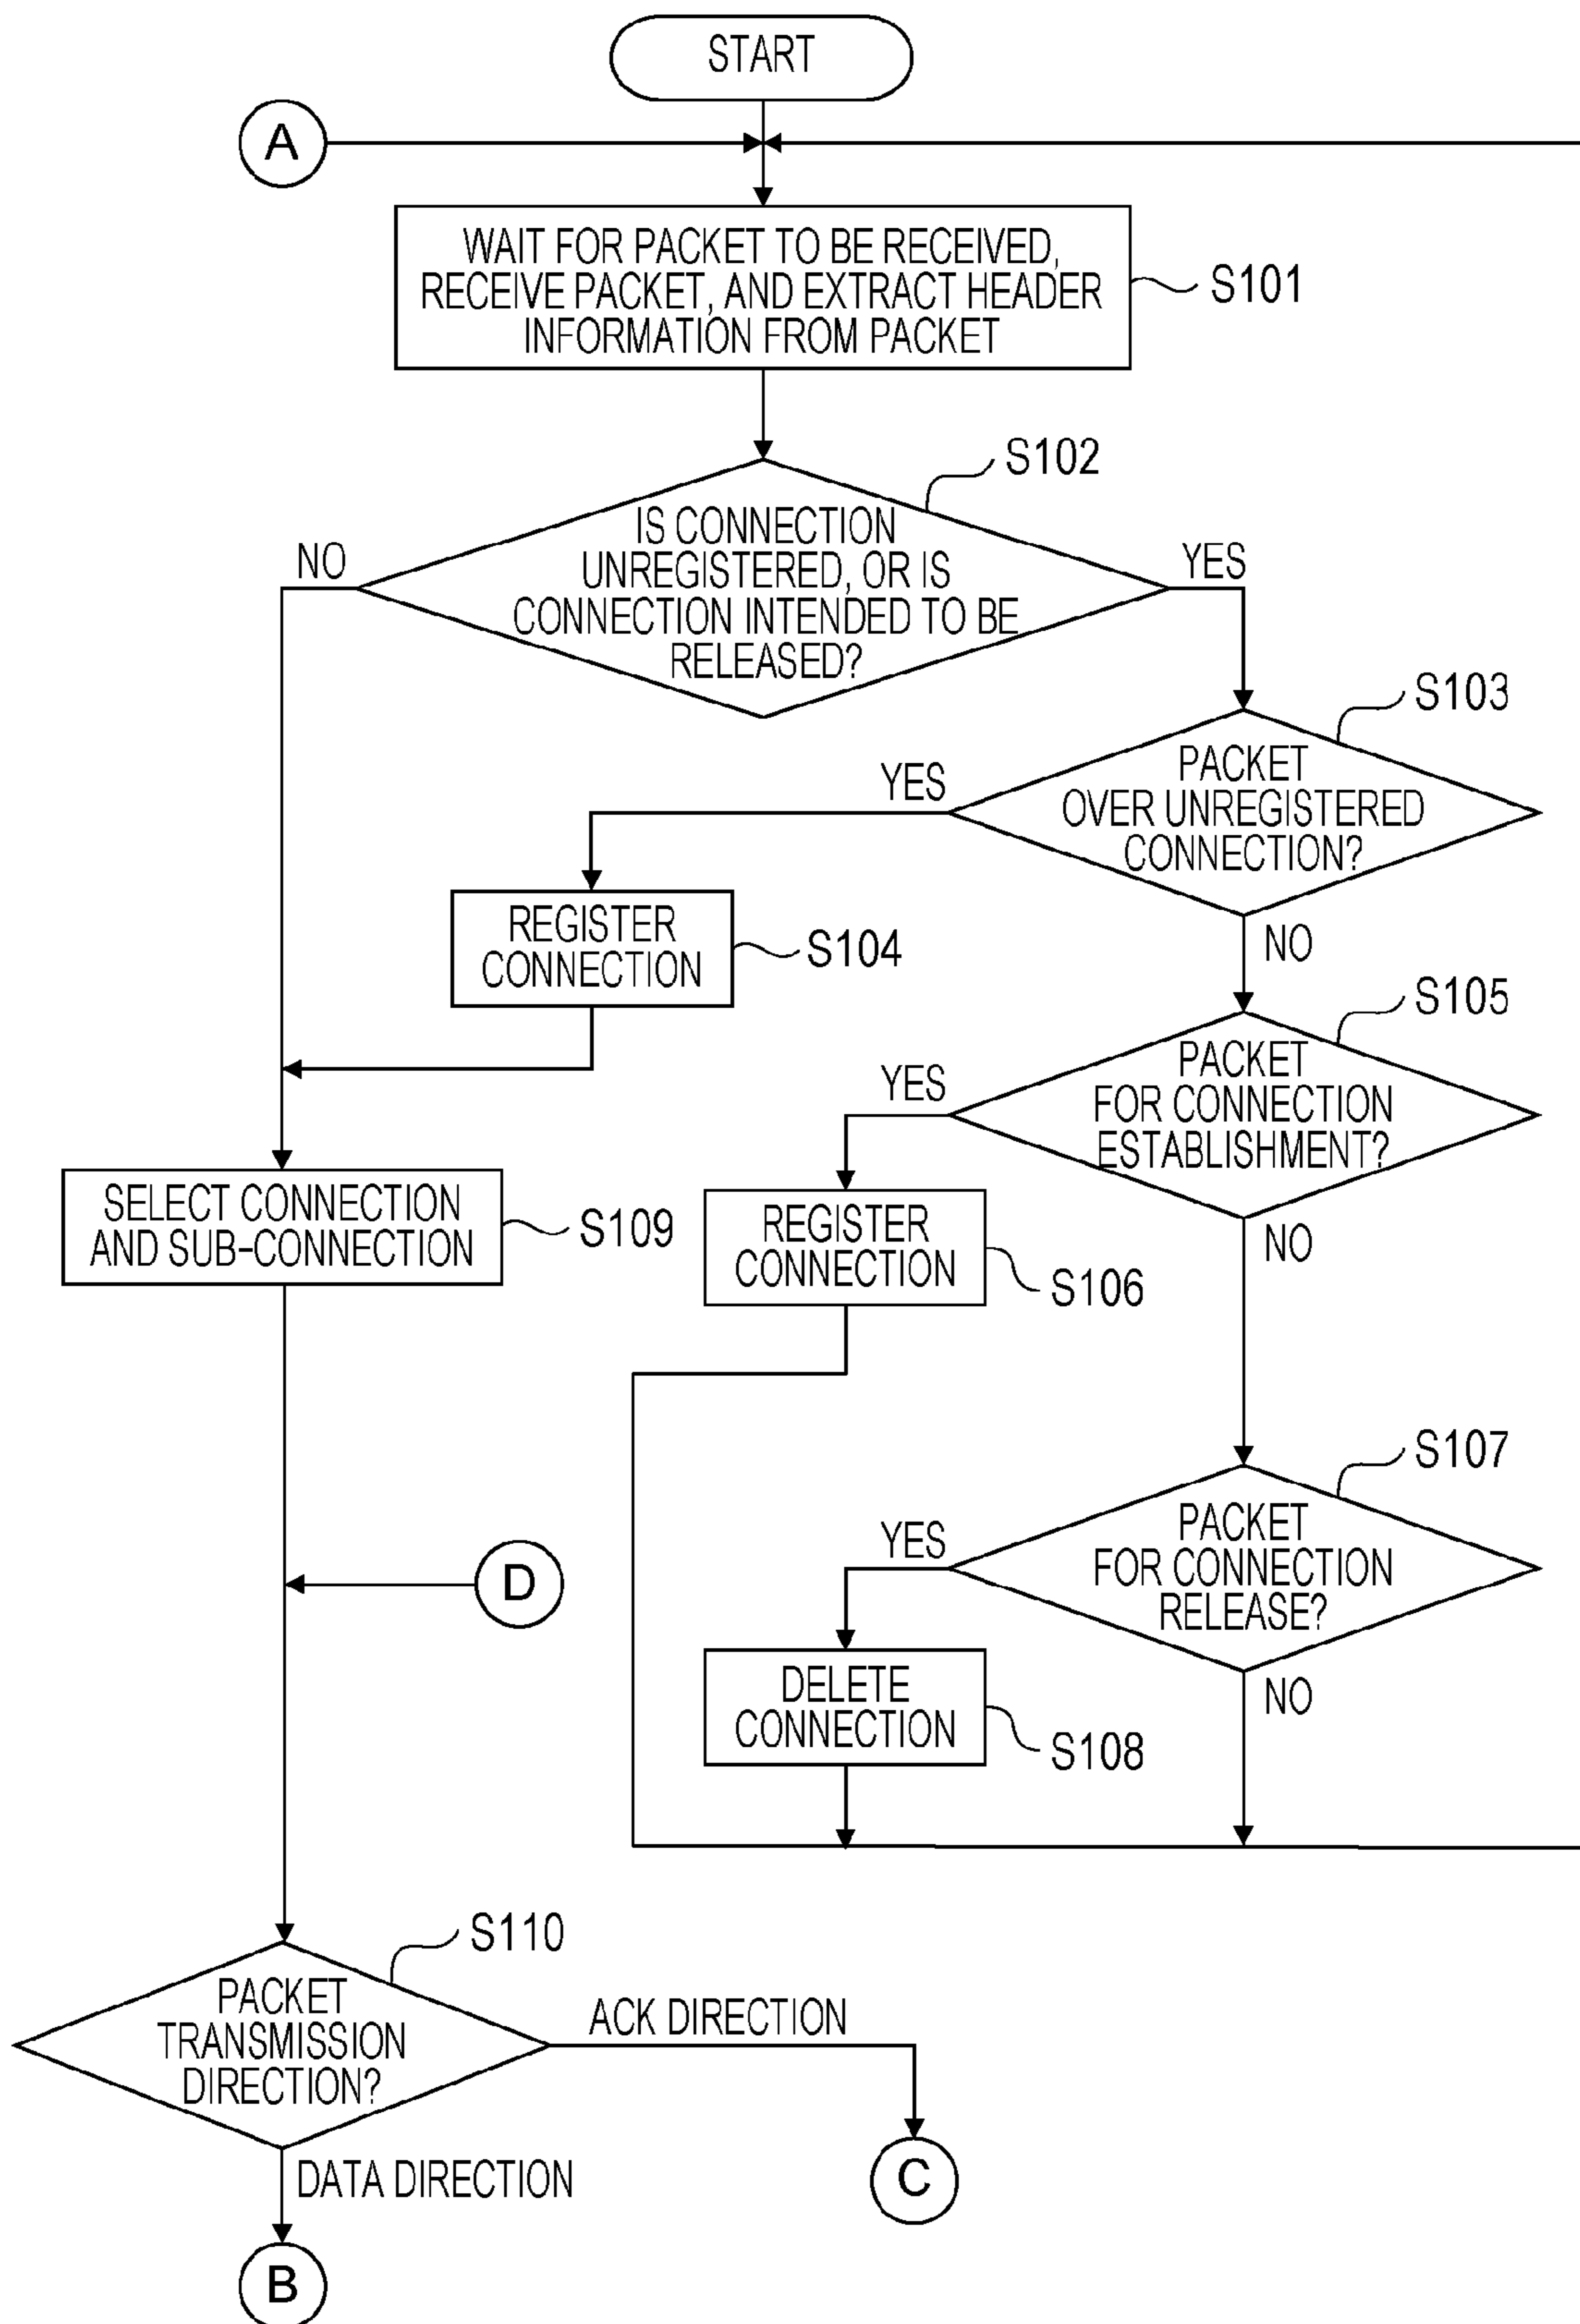 START
A
WAIT FOR PACKET TO BE RECEIVED,
RECEIVE PACKET, AND EXTRACT HEADER
INFORMATION FROM PACKET
S101
S102
IS CONNECTION
UNREGISTERED, OR IS
CONNECTION INTENDED TO BE
RELEASED?
NO
YES
S103
PACKET
OVER UNREGISTERED
CONNECTION?
YES
NO
REGISTER
CONNECTION
S104
S105
PACKET
FOR CONNECTION
ESTABLISHMENT?
YES
NO
SELECT CONNECTION
AND SUB-CONNECTION
S109
REGISTER
CONNECTION
S106
S107
PACKET
FOR CONNECTION
RELEASE?
YES
NO
D
DELETE
CONNECTION
S108
S110
PACKET
TRANSMISSION
DIRECTION?
ACK DIRECTION
C
DATA DIRECTION
B